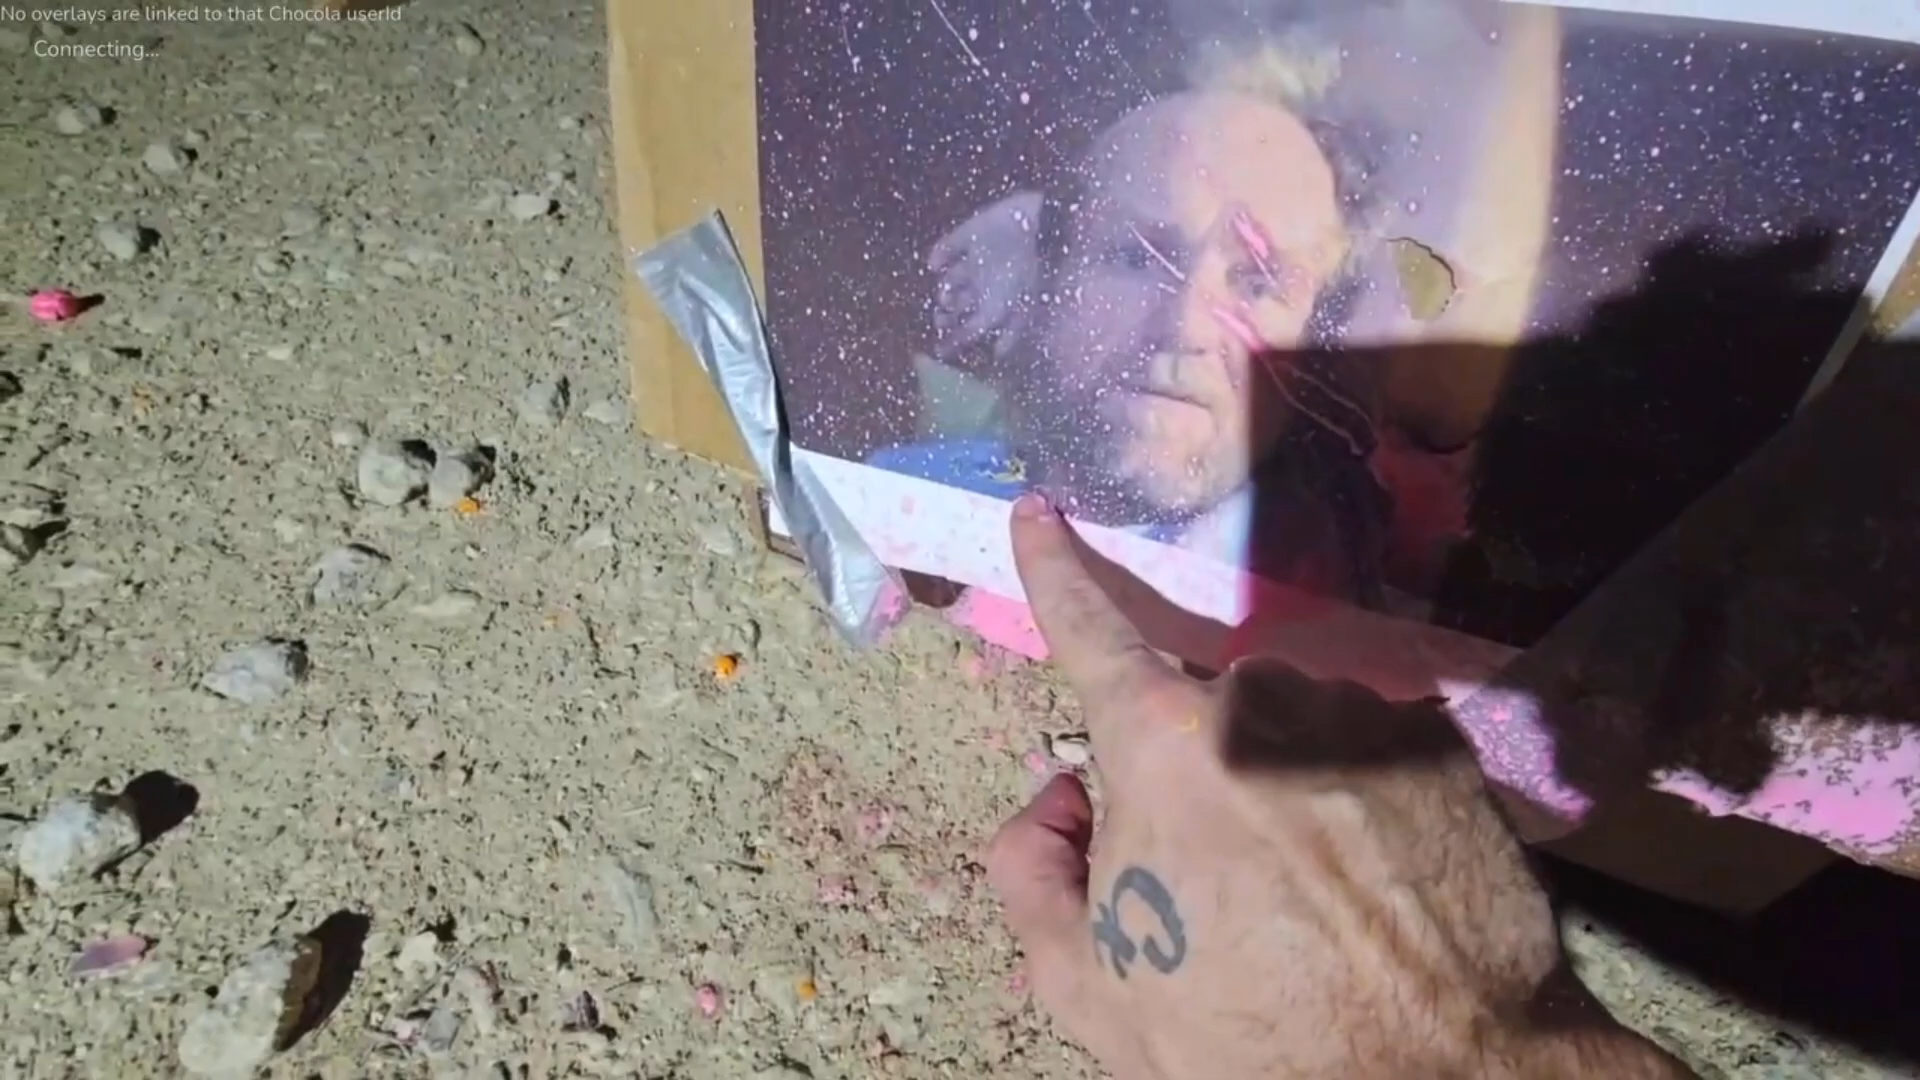 No overlays are linked to that Chocola userId
Connecting...